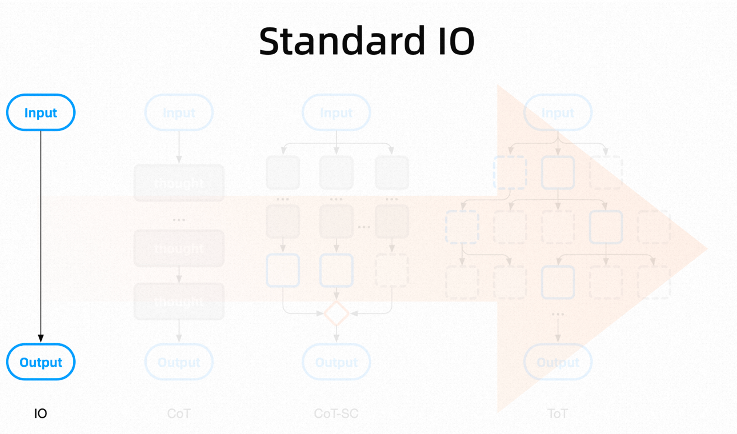 Standard IO
Input
Input
Input
Input
thought
...
...
...
...
thought
thought
...
Output
Output
Output
Output
IO
CoT
CoT-SC
ToT